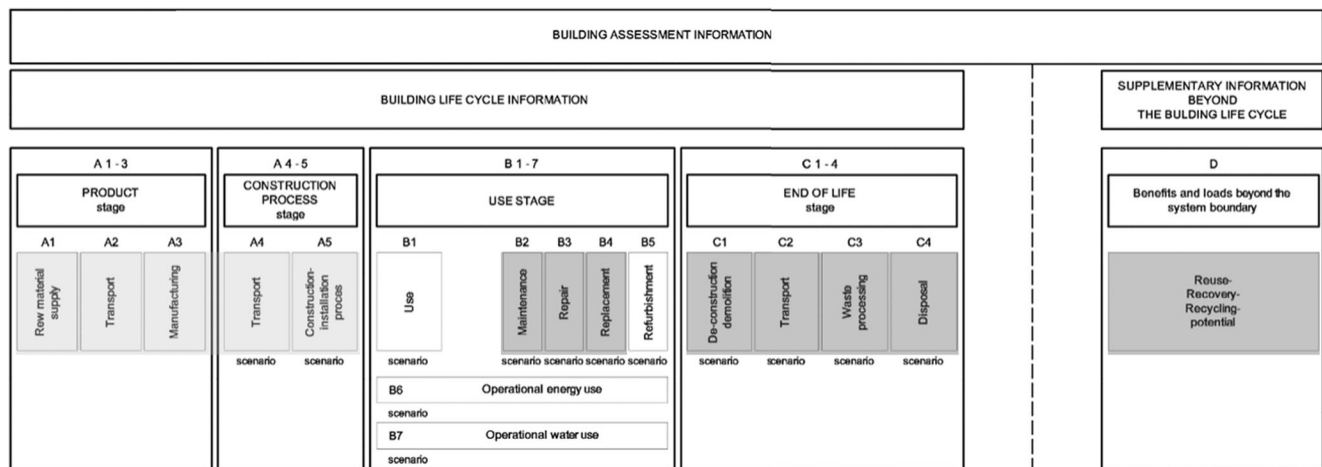 BUILDING ASSESSMENT INFORMATION
BUILDING LIFE CYCLE INFORMATION
SUPPLEMENTARY INFORMATION
BEYOND
THE BULDING LIFE CYCLE
A 1 - 3
PRODUCT
stage
A1
A2
A3
Rew material
supply
Transport
Manufacturing
A 4 - 5
CONSTRUCTION
PROCESS
stage
A4
A5
Transport
Construction-
installation
proces
scenario
scenario
B 1 - 7
USE STAGE
B1
B2
B3
B4
B5
Use
Maintenance
Repair
Replacement
Refurbishment
scenario
scenario
scenario
scenario
scenario
B6
Operational energy use
scenario
B7
Operational water use
scenario
C 1 - 4
END OF LIFE
stage
C1
C2
C3
C4
De-construction
demolition
Transport
Waste
processing
Disposal
scenario
scenario
scenario
scenario
D
Benefits and loads beyond the
system boundary
Reuse-
Recovery-
Recycling-
potential